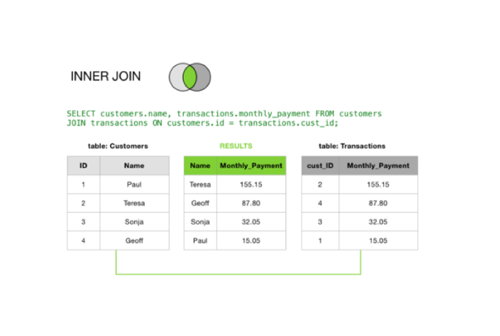 INNER JOIN
SELECT customers.name, transactions.monthly_payment FROM customers
JOIN transactions ON customers.id = transactions.cust_id;
table: Customers RESULTS table: Transactions
ID Name Name Monthly_Payment cust_ID Monthly_Payment
1 Paul Teresa 155.15 2 155.15
2 Teresa Geoff 87.80 4 87.80
3 Sonja Sonja 32.05 3 32.05
4 Geoff Paul 15.05 1 15.05